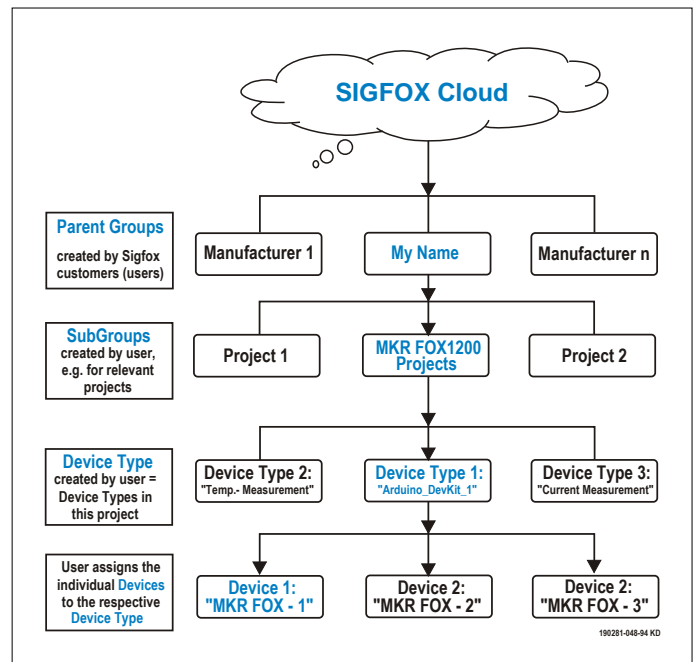 SIGFOX Cloud
Parent Groups
created by Sigfox
customers (users)
Manufacturer 1
My Name
Manufacturer n
SubGroups
created by user,
e.g. for relevant
projects
Project 1
MKR FOX1200
Projects
Project 2
Device Type
created by user =
Device Types in
this project
Device Type 2:
"Temp.- Measurement"
Device Type 1:
"Arduino_DevKit_1"
Device Type 3:
"Current Measurement"
User assigns the
individual Devices
to the respective
Device Type
Device 1:
"MKR FOX - 1"
Device 2:
"MKR FOX - 2"
Device 2:
"MKR FOX - 3"
190281-048-94 KD